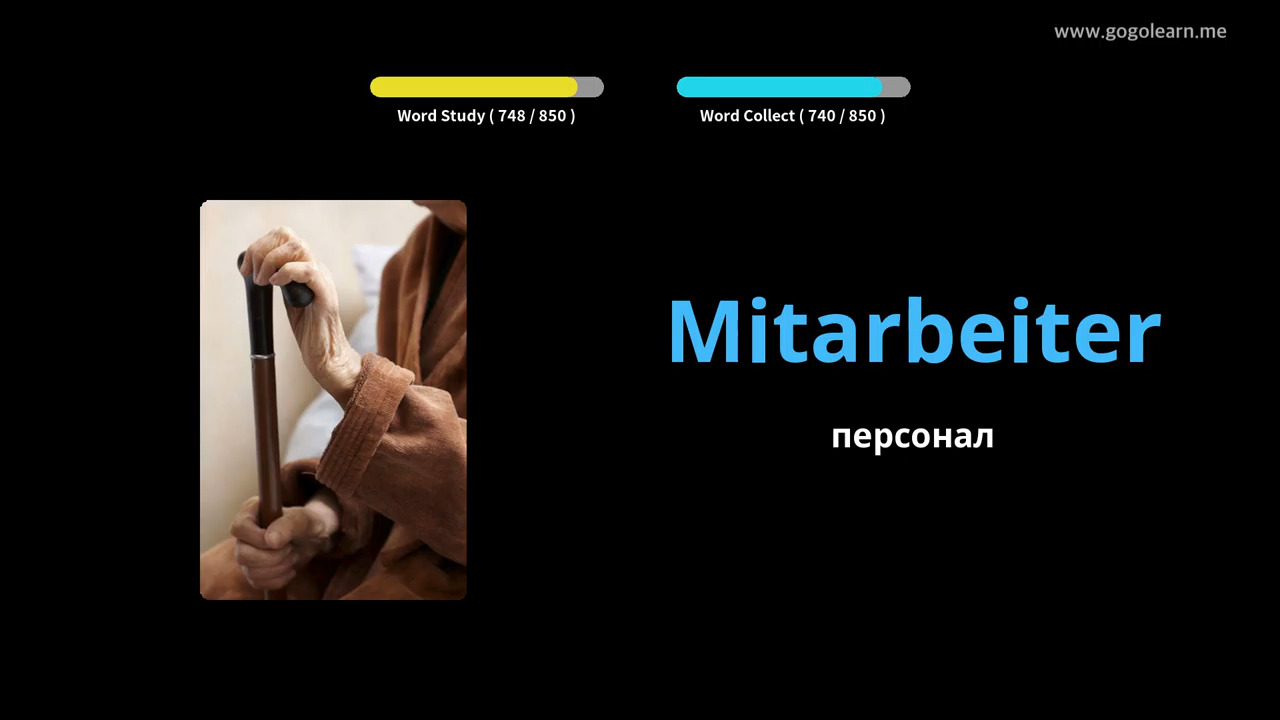 www.gogolearn.me
Word Study ( 748 / 850 )
Word Collect ( 740 / 850 )
Mitarbeiter
персонал